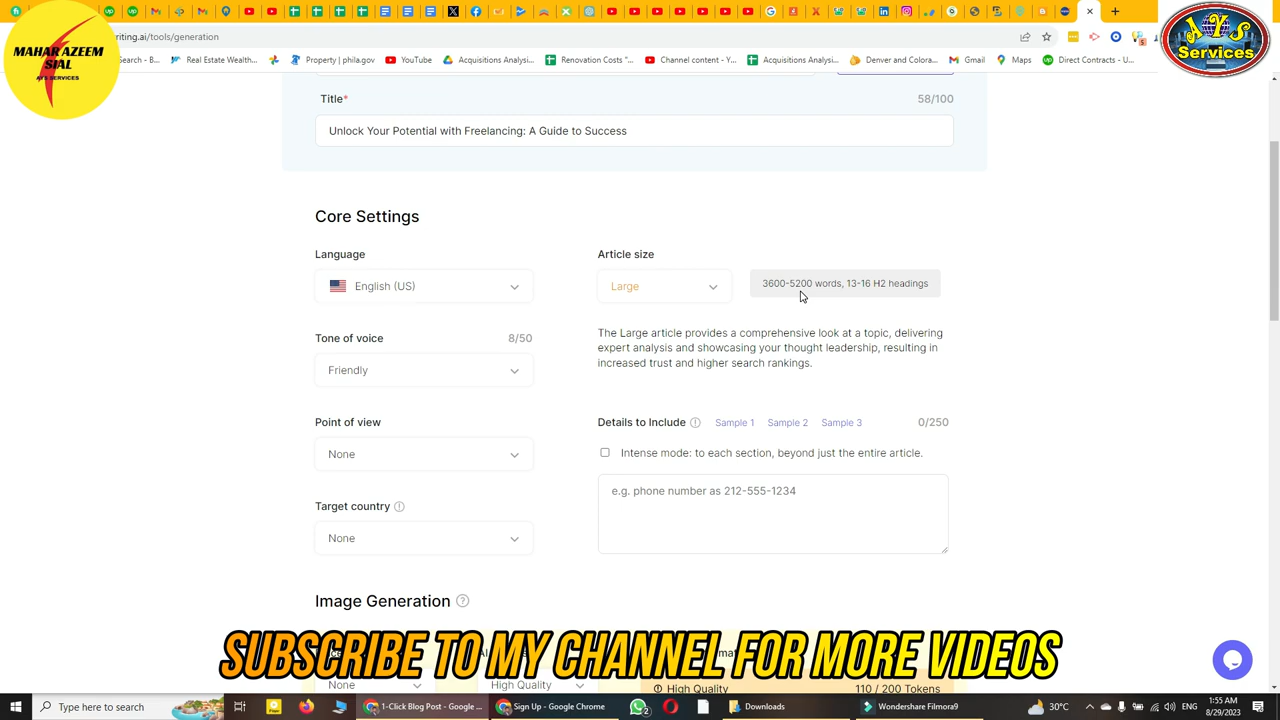 MAHAR AZEEM
SIAL
AYS SERVICES
AYS
Services
riting.ai/tools/generation
Search - B...
Real Estate Wealth...
Property | phila.gov
YouTube
Acquisitions Analysi...
Renovation Costs "...
Channel content - Y...
Acquisitions Analysi...
Denver and Colora...
Gmail
Maps
Direct Contracts - U...
Title*
58/100
Unlock Your Potential with Freelancing: A Guide to Success
Core Settings
Language
Article size
English (US)
Large
3600-5200 words, 13-16 H2 headings
Tone of voice
8/50
Friendly
The Large article provides a comprehensive look at a topic, delivering
expert analysis and showcasing your thought leadership, resulting in
increased trust and higher search rankings.
Point of view
Details to Include
Sample 1
Sample 2
Sample 3
0/250
None
Intense mode: to each section, beyond just the entire article.
e.g. phone number as 212-555-1234
Target country
None
Image Generation
SUBSCRIBE TO MY CHANNEL FOR MORE VIDEOS
None
High Quality
High Quality
110 / 200 Tokens
Type here to search
1-Click Blog Post - Google ...
Sign Up - Google Chrome
2
Downloads
Wondershare Filmora9
30°C
ENG
1:55 AM
8/29/2023